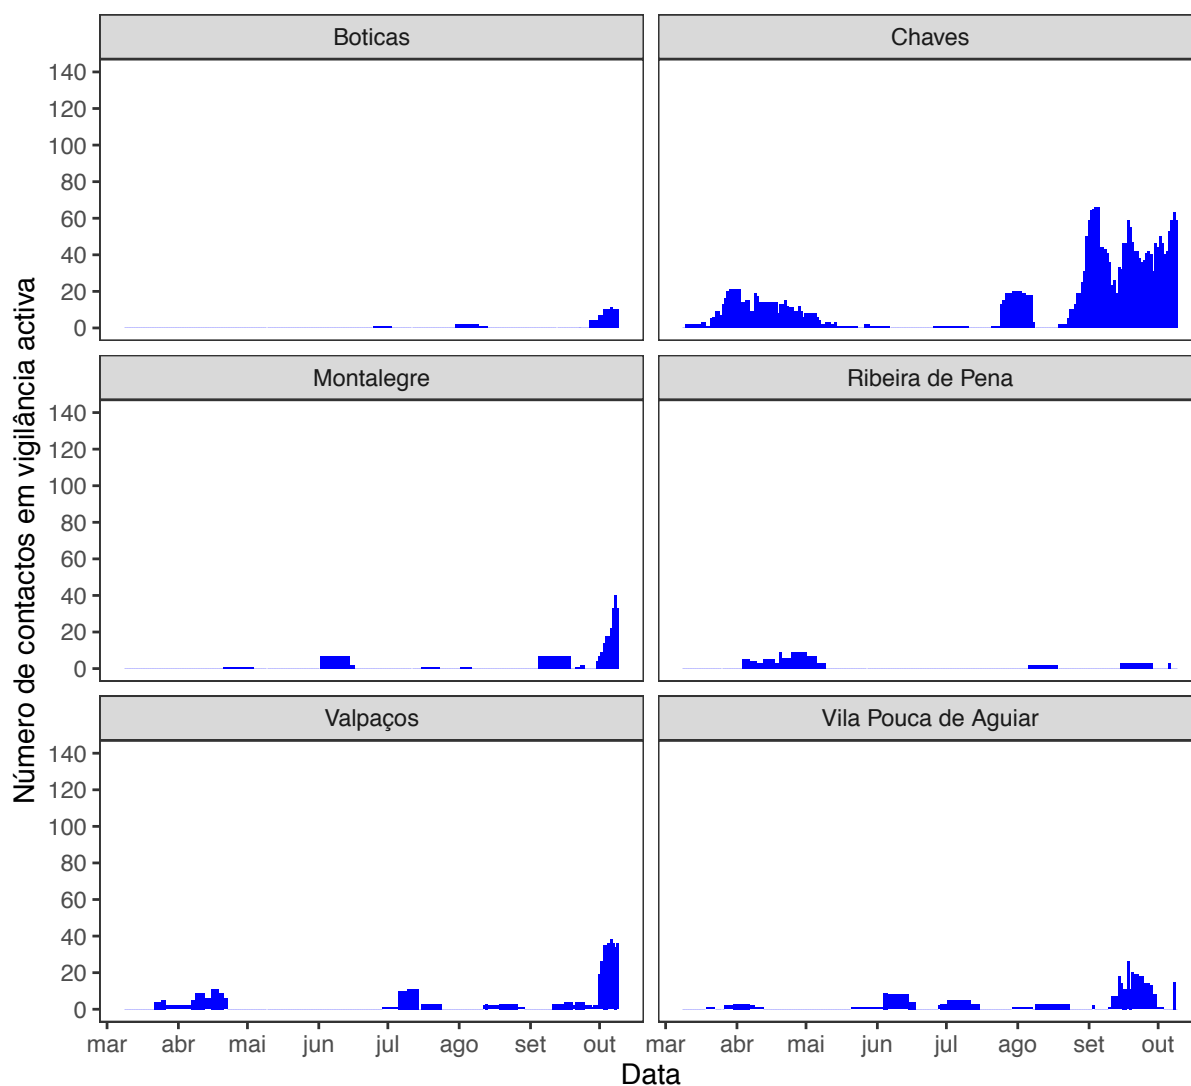 Boticas
Chaves
140
120
100
80
60
40
20
0
Montalegre
Ribeira de Pena
140
120
100
80
60
40
20
0
Valpaços
Vila Pouca de Aguiar
140
120
100
80
60
40
20
0
mar abr mai jun jul ago set out
mar abr mai jun jul ago set out
Data
Número de contactos em vigilância activa